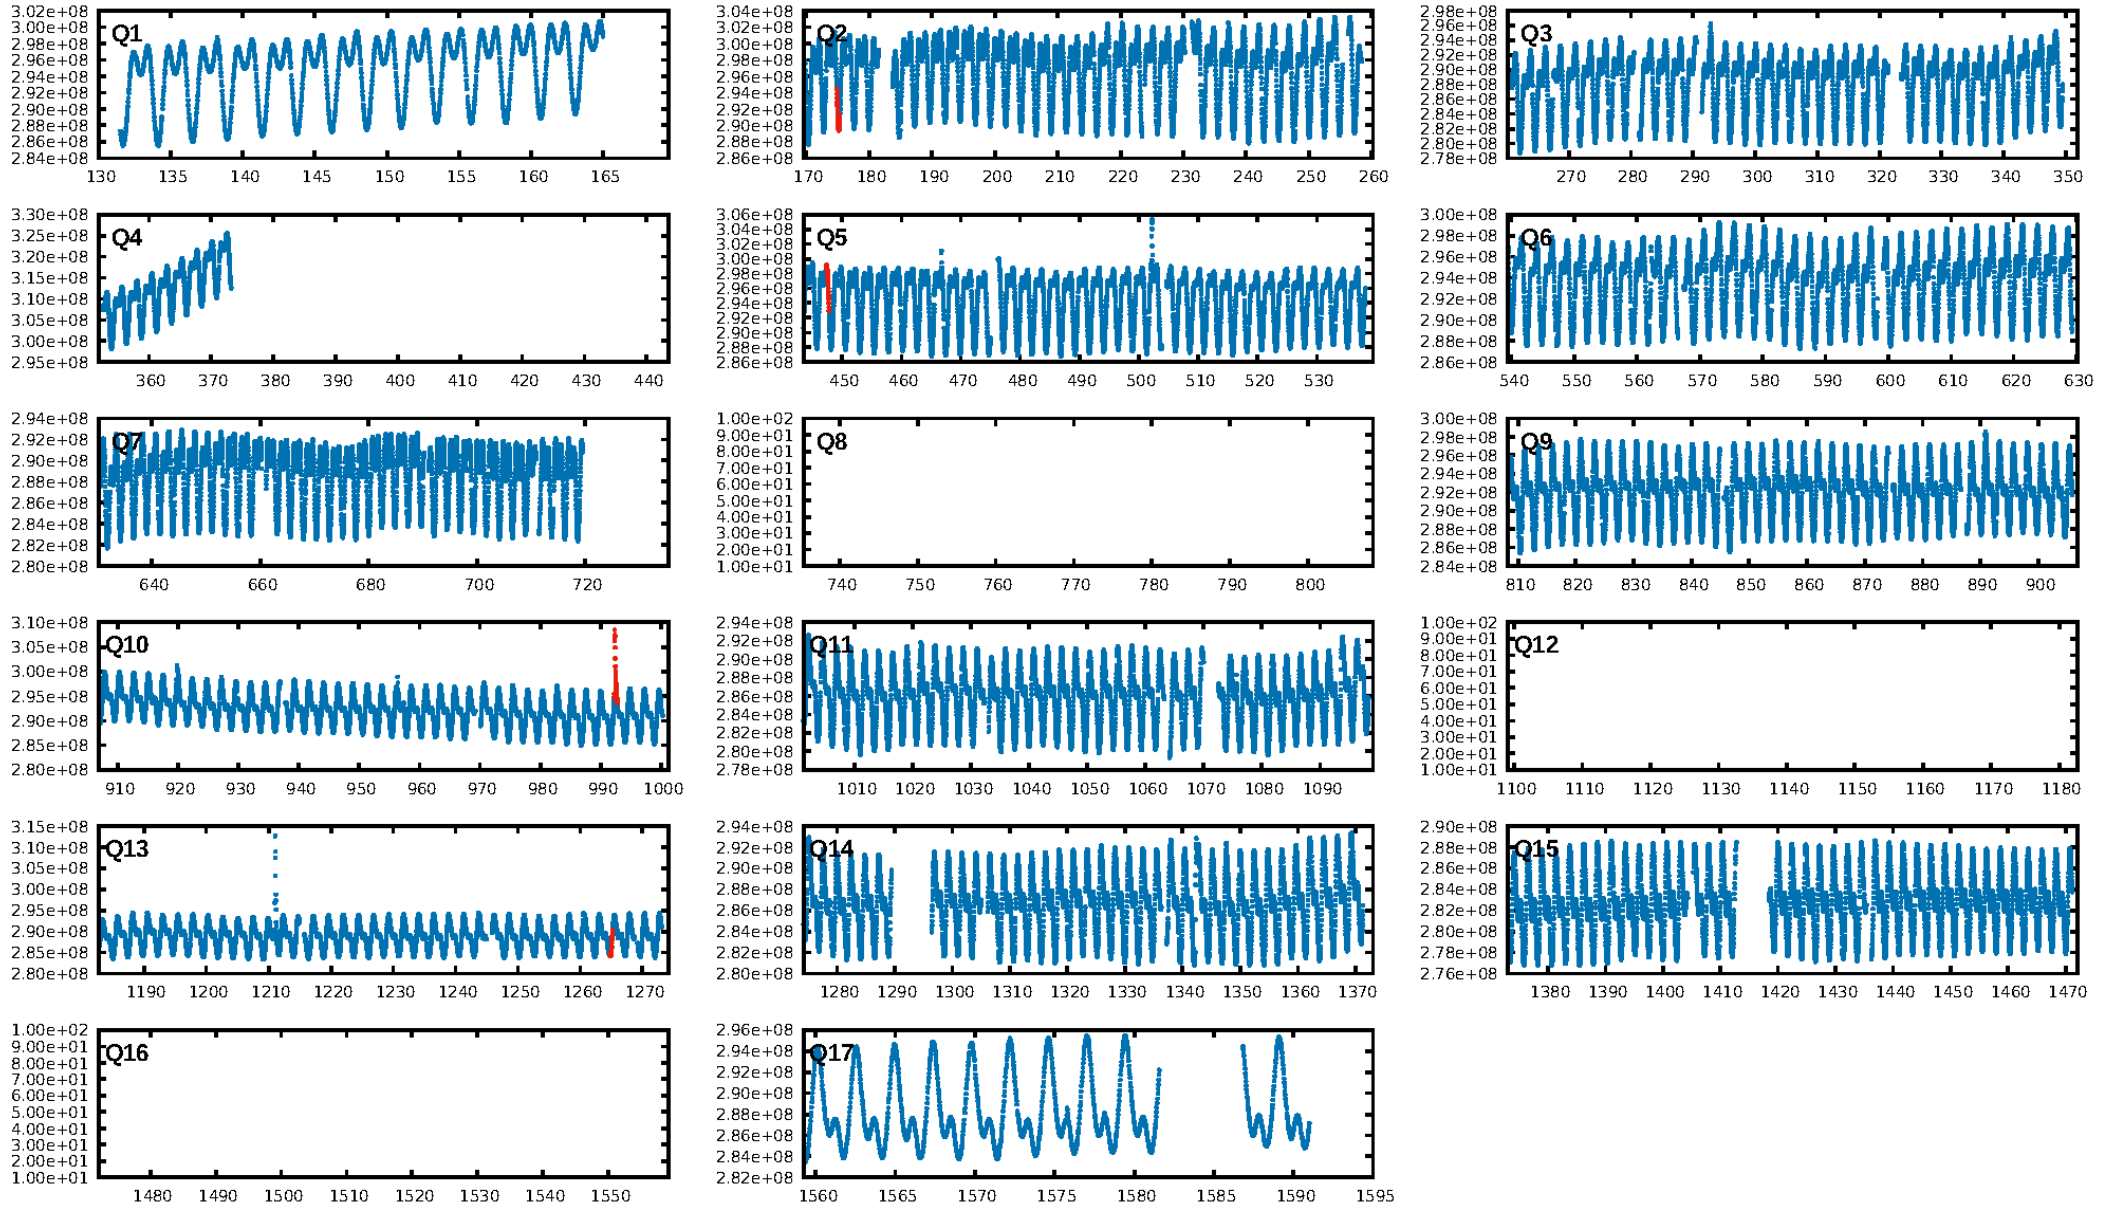 3.02e+08 3.00e+08 2.98e+08 2.96e+08 2.94e+08 2.92e+08 2.90e+08 2.88e+08 2.86e+08 2.84e+08
Q1
130 135 140 145 150 155 160 165
3.04e+08 3.02e+08 3.00e+08 2.98e+08 2.96e+08 2.94e+08 2.92e+08 2.90e+08 2.88e+08 2.86e+08
Q2
170 180 190 200 210 220 230 240 250 260
2.98e+08 2.96e+08 2.94e+08 2.92e+08 2.90e+08 2.88e+08 2.86e+08 2.84e+08 2.82e+08 2.80e+08 2.78e+08
Q3
270 280 290 300 310 320 330 340 350
3.30e+08 3.25e+08 3.20e+08 3.15e+08 3.10e+08 3.05e+08 3.00e+08 2.95e+08
Q4
360 370 380 390 400 410 420 430 440
3.06e+08 3.04e+08 3.02e+08 3.00e+08 2.98e+08 2.96e+08 2.94e+08 2.92e+08 2.90e+08 2.88e+08 2.86e+08
Q5
450 460 470 480 490 500 510 520 530
3.00e+08 2.98e+08 2.96e+08 2.94e+08 2.92e+08 2.90e+08 2.88e+08 2.86e+08
Q6
540 550 560 570 580 590 600 610 620 630
2.94e+08 2.92e+08 2.90e+08 2.88e+08 2.86e+08 2.84e+08 2.82e+08 2.80e+08
Q7
640 660 680 700 720
1.00e+02 9.00e+01 8.00e+01 7.00e+01 6.00e+01 5.00e+01 4.00e+01 3.00e+01 2.00e+01 1.00e+01
Q8
740 750 760 770 780 790 800
3.00e+08 2.98e+08 2.96e+08 2.94e+08 2.92e+08 2.90e+08 2.88e+08 2.86e+08 2.84e+08
Q9
810 820 830 840 850 860 870 880 890 900
3.10e+08 3.05e+08 3.00e+08 2.95e+08 2.90e+08 2.85e+08 2.80e+08
Q10
910 920 930 940 950 960 970 980 990 1000
2.94e+08 2.92e+08 2.90e+08 2.88e+08 2.86e+08 2.84e+08 2.82e+08 2.80e+08 2.78e+08
Q11
1010 1020 1030 1040 1050 1060 1070 1080 1090
1.00e+02 9.00e+01 8.00e+01 7.00e+01 6.00e+01 5.00e+01 4.00e+01 3.00e+01 2.00e+01 1.00e+01
Q12
1100 1110 1120 1130 1140 1150 1160 1170 1180
3.15e+08 3.10e+08 3.05e+08 3.00e+08 2.95e+08 2.90e+08 2.85e+08 2.80e+08
Q13
1190 1200 1210 1220 1230 1240 1250 1260 1270
2.94e+08 2.92e+08 2.90e+08 2.88e+08 2.86e+08 2.84e+08 2.82e+08 2.80e+08
Q14
1280 1290 1300 1310 1320 1330 1340 1350 1360 1370
2.90e+08 2.88e+08 2.86e+08 2.84e+08 2.82e+08 2.80e+08 2.78e+08 2.76e+08
Q15
1380 1390 1400 1410 1420 1430 1440 1450 1460 1470
1.00e+02 9.00e+01 8.00e+01 7.00e+01 6.00e+01 5.00e+01 4.00e+01 3.00e+01 2.00e+01 1.00e+01
Q16
1480 1490 1500 1510 1520 1530 1540 1550
2.96e+08 2.94e+08 2.92e+08 2.90e+08 2.88e+08 2.86e+08 2.84e+08 2.82e+08
Q17
1560 1565 1570 1575 1580 1585 1590 1595